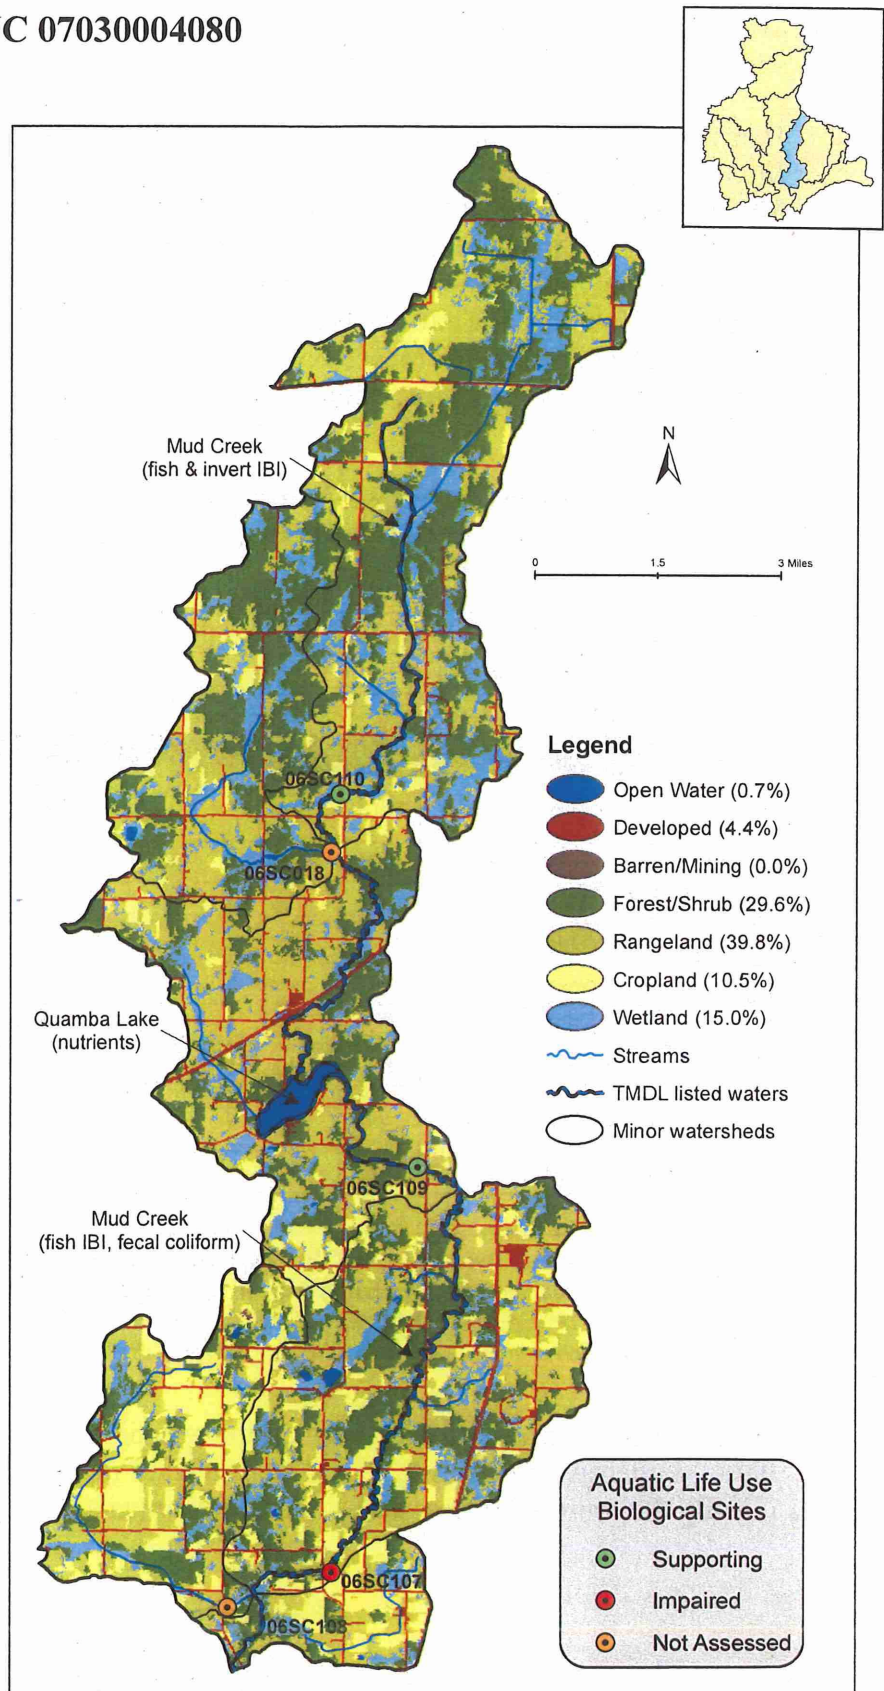 C 07030004080
Mud Creek
(fish & invert IBI)
N
0 1.5 3 Miles
06SC110
06SC018
Legend
Open Water (0.7%)
Developed (4.4%)
Barren/Mining (0.0%)
Forest/Shrub (29.6%)
Rangeland (39.8%)
Cropland (10.5%)
Wetland (15.0%)
Streams
TMDL listed waters
Minor watersheds
Quamba Lake
(nutrients)
06SC109
Mud Creek
(fish IBI, fecal coliform)
06SC107
06SC108
Aquatic Life Use
Biological Sites
Supporting
Impaired
Not Assessed